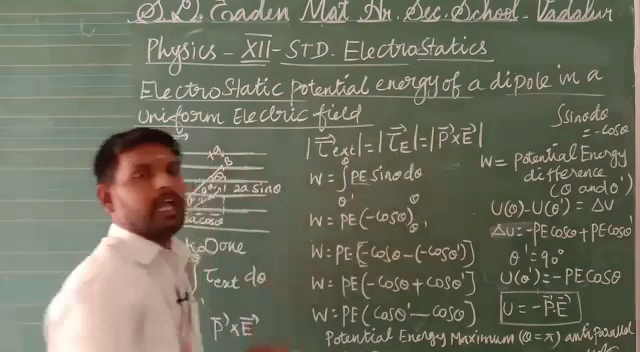 S.D. Eaden Mat Hr. Sec. School - Vadalur
Physics - XII - STD. Electrostatics
Electrostatic potential energy of a dipole in a
Uniform Electric field
B
2a sinθ
2a cosθ
Done
τext dθ
P⃗ × E⃗
|τ⃗ext| = |τ⃗E| = |P⃗ × E⃗|
W = ∫ PE sinθ dθ
θ
θ'
W = PE (-cosθ)
θ
θ'
W = PE [-cosθ - (-cosθ')]
W = PE (-cosθ + cosθ')
W = PE (cosθ' - cosθ)
∫sinθdθ
= -cosθ
W = Potential Energy
difference
(θ and θ')
U(θ) - U(θ') = ΔU
ΔU = -PE cosθ + PE cosθ'
θ' = 90°
U(θ') = -PE cosθ
U = -P⃗.E⃗
Potential Energy Maximum (θ=π) antiparallel